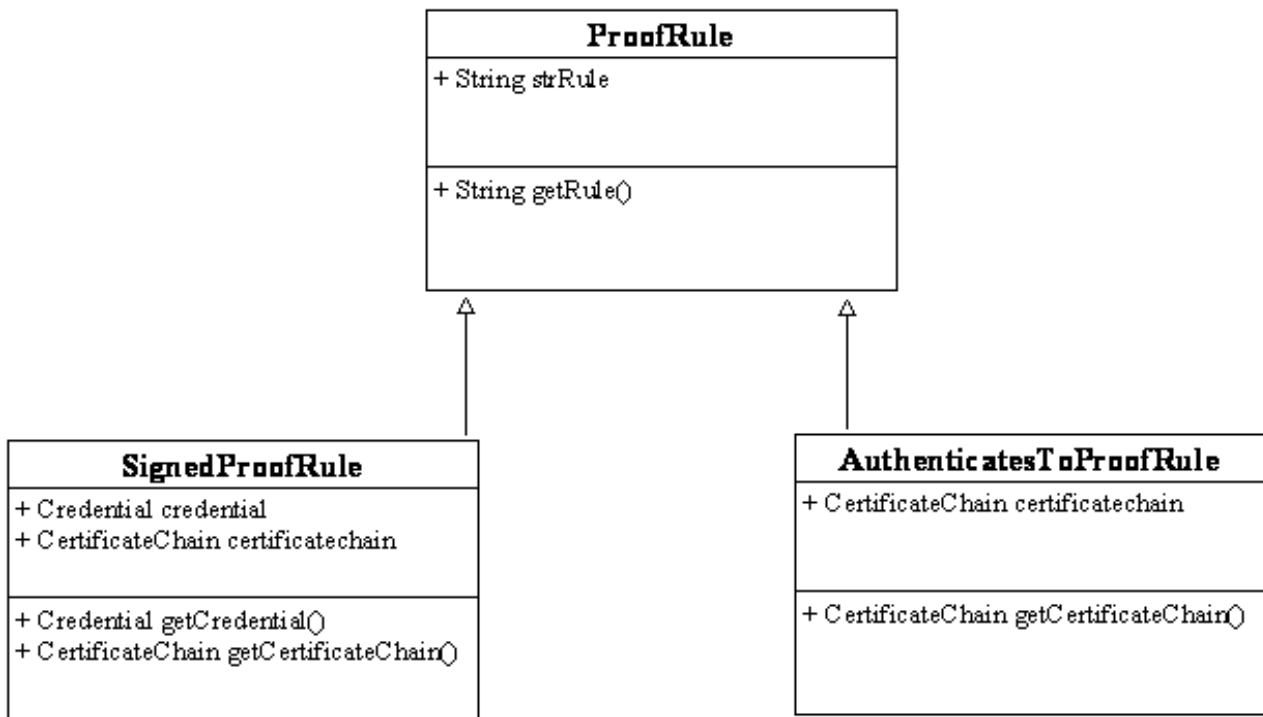 ProofRule
+ String strRule
+ String getRule()
SignedProofRule
+ Credential credential
+ CertificateChain certificatechain
+ Credential getCredential()
+ CertificateChain getCertificateChain()
AuthenticatesToProofRule
+ CertificateChain certificatechain
+ CertificateChain getCertificateChain()